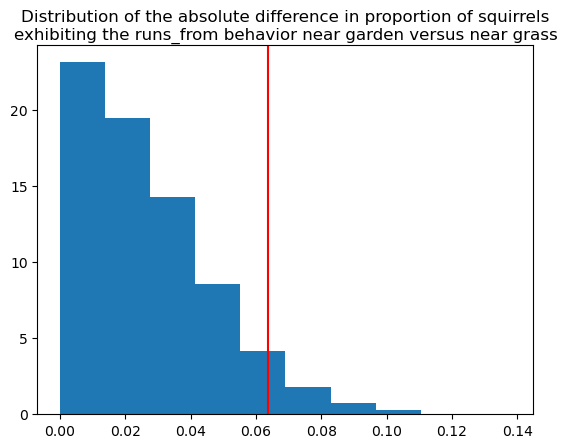 Distribution of the absolute difference in proportion of squirrels
exhibiting the runs_from behavior near garden versus near grass
20
15
10
5
0
0.00 0.02 0.04 0.06 0.08 0.10 0.12 0.14